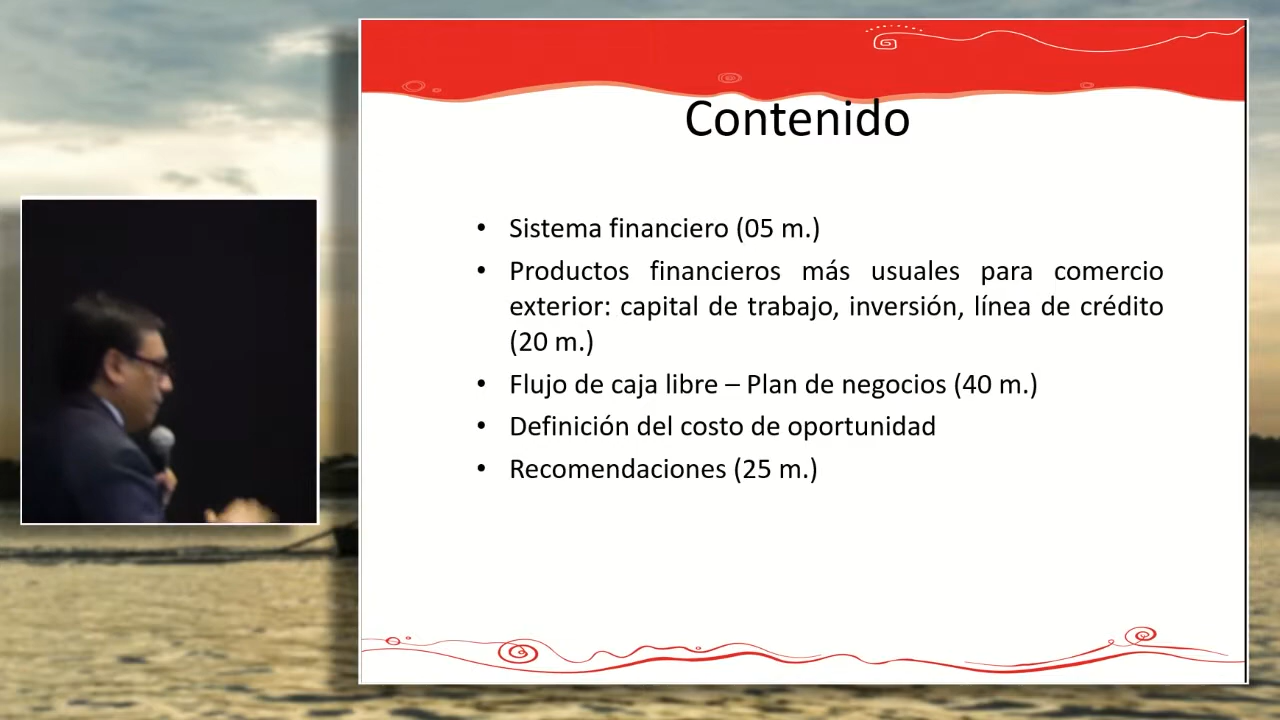 Contenido
• Sistema financiero (05 m.)
• Productos financieros más usuales para comercio
exterior: capital de trabajo, inversión, línea de crédito
(20 m.)
• Flujo de caja libre – Plan de negocios (40 m.)
• Definición del costo de oportunidad
• Recomendaciones (25 m.)